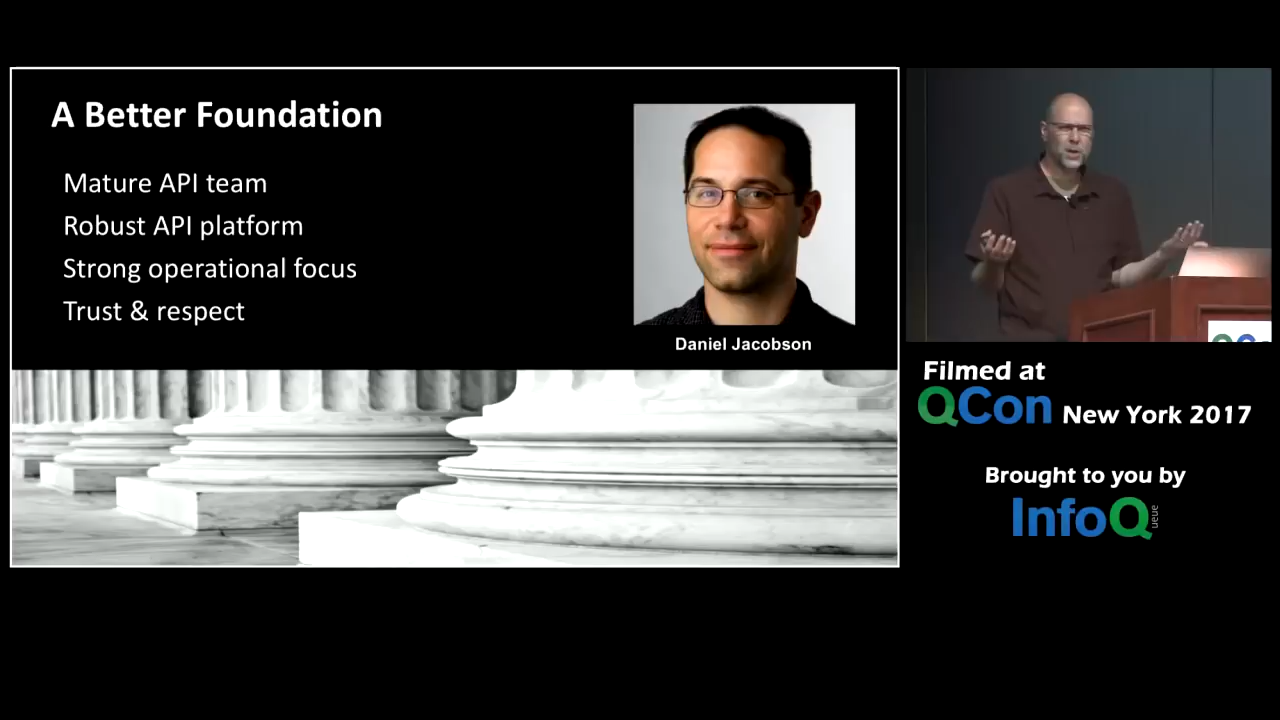 A Better Foundation
Mature API team
Robust API platform
Strong operational focus
Trust & respect
Daniel Jacobson
Filmed at
QCon New York 2017
Brought to you by
InfoQ
ueue